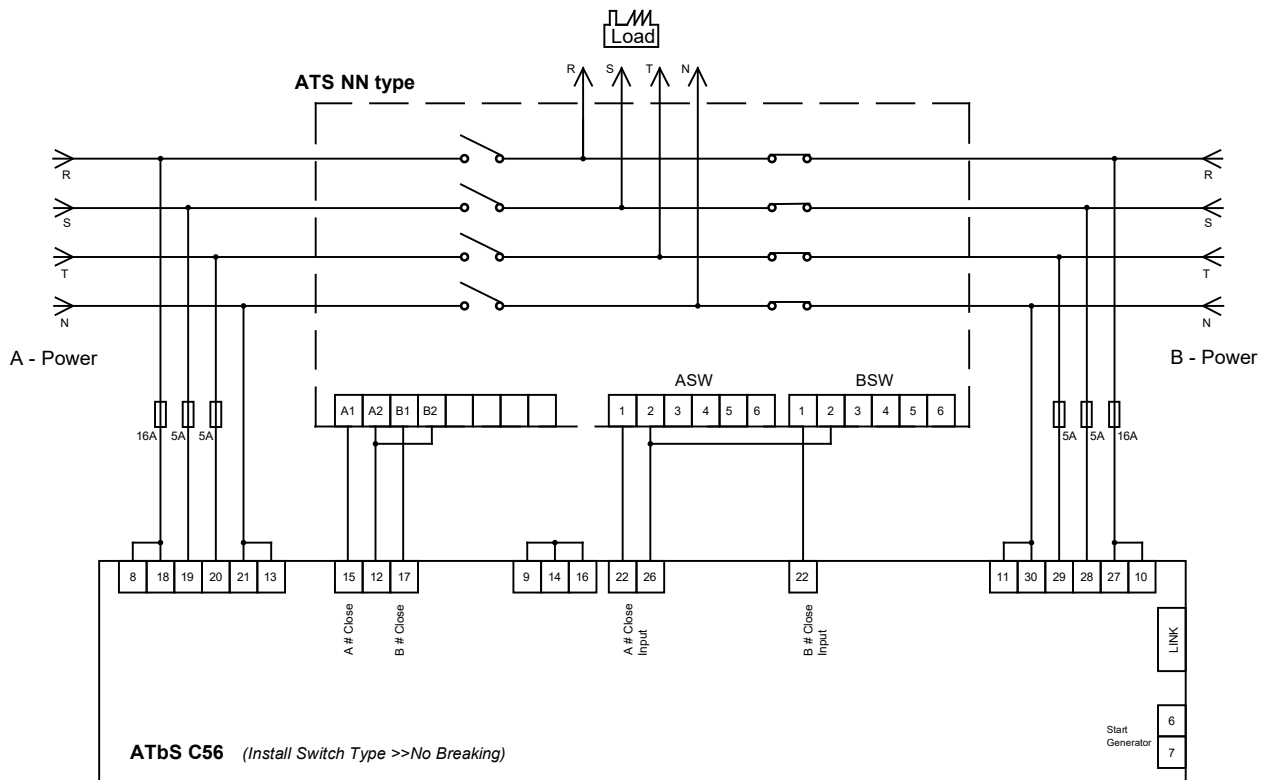 Load
R S T N
ATS NN type
R R
S S
T T
N N
A - Power B - Power
ASW BSW
A1 A2 B1 B2 1 2 3 4 5 6 1 2 3 4 5 6
16A 5A 5A 5A 5A 16A
8 18 19 20 21 13 15 12 17 9 14 16 22 26 22 11 30 29 28 27 10
A # Close
B # Close
A # Close
Input
B # Close
Input
LINK
Start
Generator
6
7
ATbS C56 (Install Switch Type >>No Breaking)